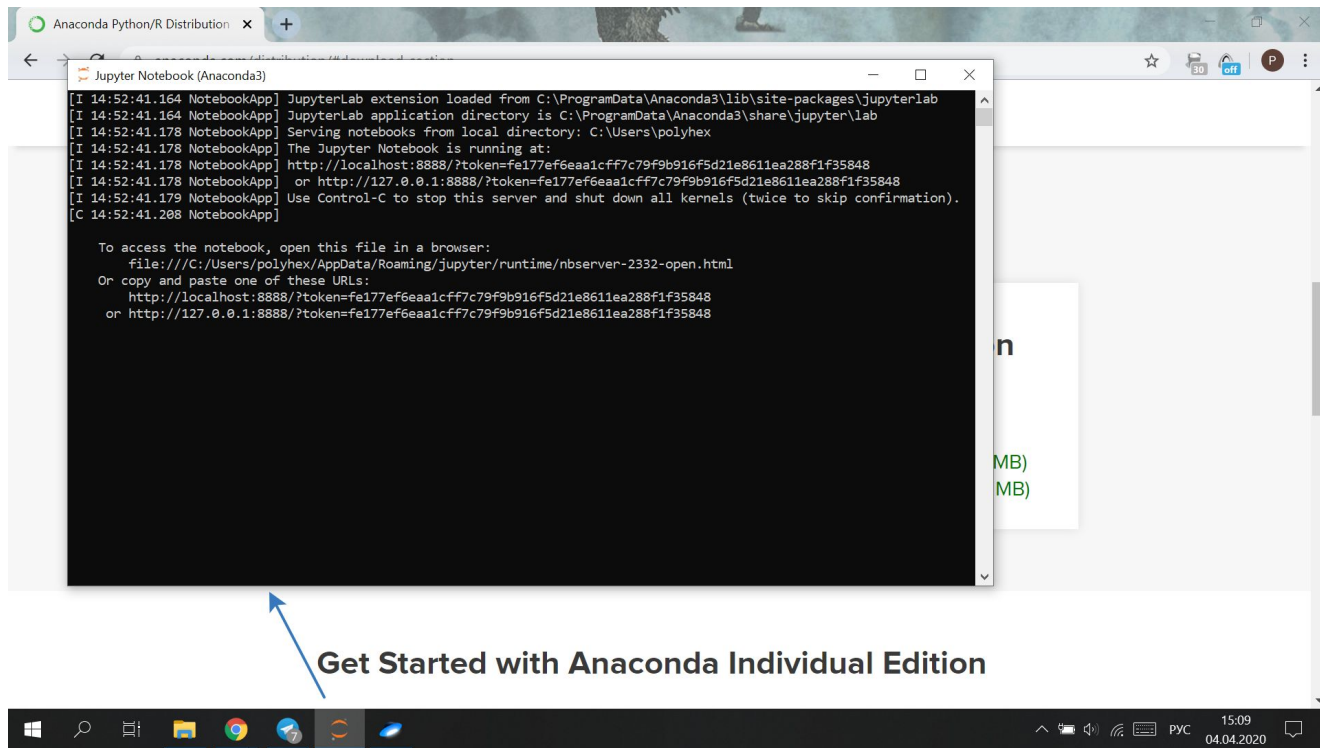 Anaconda Python/R Distribution
Jupyter Notebook (Anaconda3)
30
off
P
[I 14:52:41.164 NotebookApp] JupyterLab extension loaded from C:\ProgramData\Anaconda3\lib\site-packages\jupyterlab
[I 14:52:41.164 NotebookApp] JupyterLab application directory is C:\ProgramData\Anaconda3\share\jupyter\lab
[I 14:52:41.178 NotebookApp] Serving notebooks from local directory: C:\Users\polyhex
[I 14:52:41.178 NotebookApp] The Jupyter Notebook is running at:
[I 14:52:41.178 NotebookApp] http://localhost:8888/?token=fe177ef6eaa1cff7c79f9b916f5d21e8611ea288f1f35848
[I 14:52:41.178 NotebookApp]  or http://127.0.0.1:8888/?token=fe177ef6eaa1cff7c79f9b916f5d21e8611ea288f1f35848
[I 14:52:41.179 NotebookApp] Use Control-C to stop this server and shut down all kernels (twice to skip confirmation).
[C 14:52:41.208 NotebookApp]
To access the notebook, open this file in a browser:
file:///C:/Users/polyhex/AppData/Roaming/jupyter/runtime/nbserver-2332-open.html
Or copy and paste one of these URLs:
http://localhost:8888/?token=fe177ef6eaa1cff7c79f9b916f5d21e8611ea288f1f35848
or http://127.0.0.1:8888/?token=fe177ef6eaa1cff7c79f9b916f5d21e8611ea288f1f35848
n
MB)
MB)
Get Started with Anaconda Individual Edition
7
РУС
15:09
04.04.2020